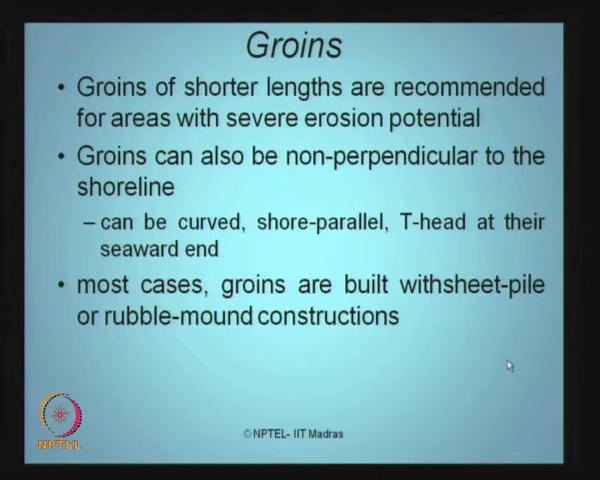 Groins
• Groins of shorter lengths are recommended
for areas with severe erosion potential
• Groins can also be non-perpendicular to the
shoreline
– can be curved, shore-parallel, T-head at their
seaward end
• most cases, groins are built withsheet-pile
or rubble-mound constructions
NPTEL
© NPTEL- IIT Madras